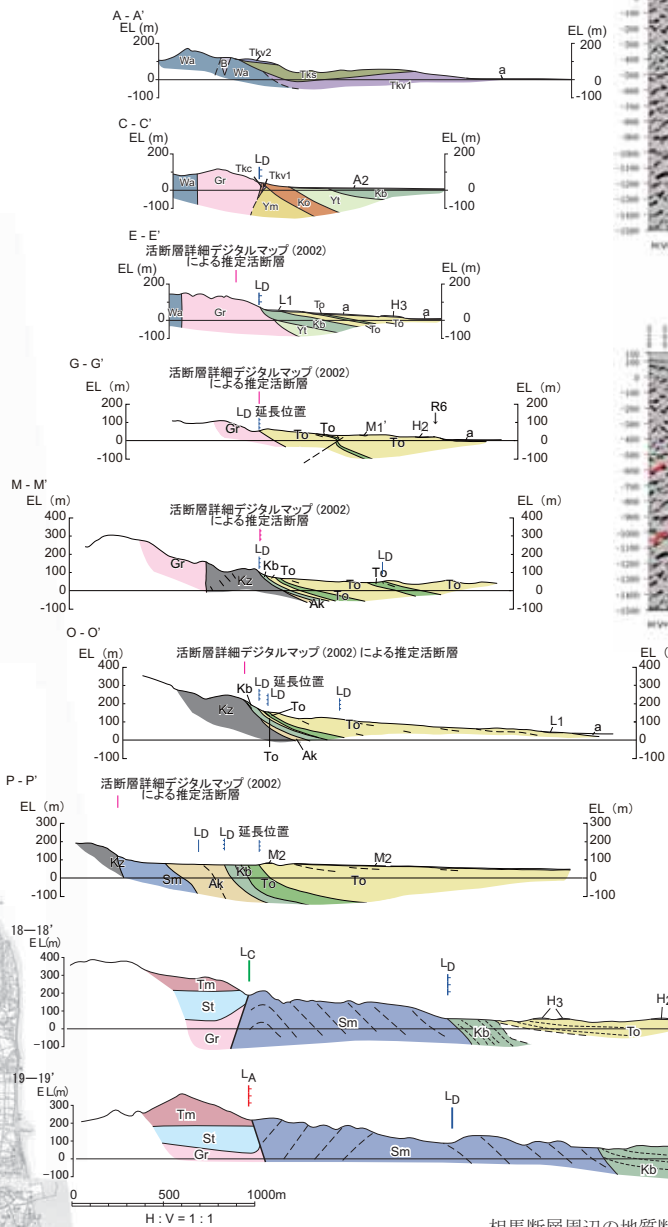 A - A'
EL (m)
EL (m)
200
200
Wa
B
V
Wa
Tkv2
Tks
Tkv1
a
0
0
-100
-100
C - C'
EL (m)
EL (m)
LD
Tkc
Tkv1
200
200
Wa
Gr
A2
Ym
Ko
Yt
Kb
0
0
-100
-100
E - E'
活断層詳細デジタルマップ(2002)
による推定活断層
EL (m)
EL (m)
LD
200
200
Wa
Gr
L1
To
a
H3
a
Yt
Kb
To
To
0
0
-100
-100
G - G'
活断層詳細デジタルマップ(2002)
による推定活断層
EL (m)
EL (m)
LD 延長位置
R6
200
200
100
100
Gr
To
To
M1'
H2
To
a
0
0
-100
-100
M - M'
活断層詳細デジタルマップ(2002)
による推定活断層
EL (m)
EL (m)
400
400
300
300
200
200
100
100
0
0
-100
-100
LD
LD
Gr
Kz
Kb
To
To
To
To
Ak
O - O'
活断層詳細デジタルマップ(2002)による推定活断層
EL (m)
EL (
400
400
300
300
200
200
100
100
0
0
-100
-100
LD 延長位置
LD
LD
Kb
Kz
To
To
L1
a
To
Ak
P - P'
活断層詳細デジタルマップ(2002)
による推定活断層
EL (m)
EL (m)
300
300
200
200
100
100
0
0
-100
-100
LD
LD 延長位置
M2
M2
Kz
Sm
Ak
Kb
To
To
18-18'
EL(m)
400
300
200
100
0
-100
LC
LD
Tm
St
Gr
Sm
Kb
H3
H2
To
19-19'
EL(m)
300
200
100
0
-100
LA
LD
Tm
St
Gr
Sm
Kb
0
500
1000m
H : V = 1 : 1